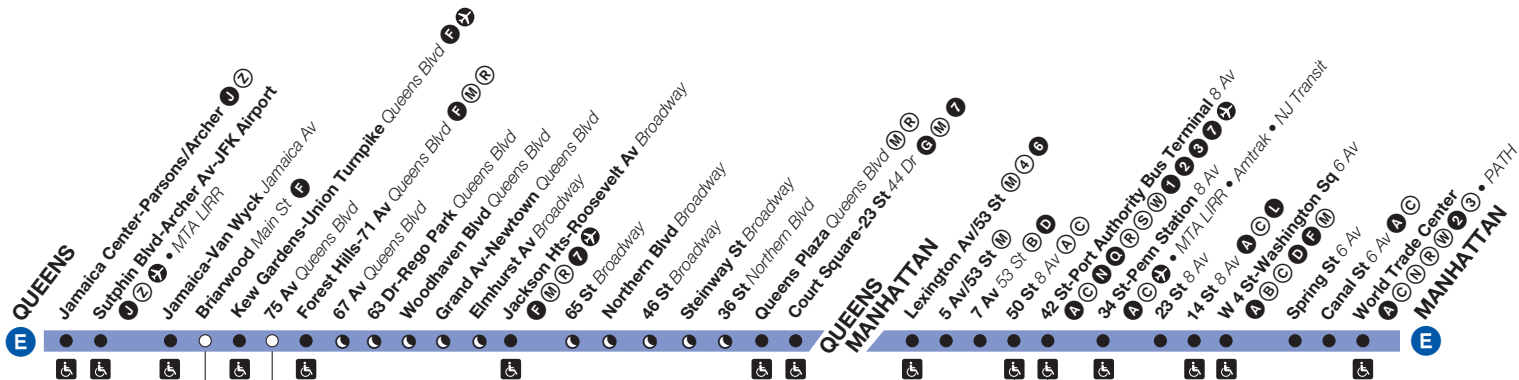 QUEENS
Jamaica Center-Parsons/Archer J Z
Sutphin Blvd-Archer Av-JFK Airport
J Z • MTA LIRR
Jamaica-Van Wyck Jamaica Av
Briarwood Main St F
Kew Gardens-Union Turnpike Queens Blvd F
75 Av Queens Blvd
Forest Hills-71 Av Queens Blvd F M R
67 Av Queens Blvd
63 Dr-Rego Park Queens Blvd
Woodhaven Blvd Queens Blvd
Grand Av-Newtown Queens Blvd
Elmhurst Av Broadway
Jackson Hts-Roosevelt Av Broadway
F M R 7
65 St Broadway
Northern Blvd Broadway
46 St Broadway
Steinway St Broadway
36 St Northern Blvd
Queens Plaza Queens Blvd M R
Court Square-23 St 44 Dr G M 7
QUEENS
MANHATTAN
Lexington Av/53 St M 4 6
5 Av/53 St M
7 Av 53 St B D
50 St 8 Av A C
42 St-Port Authority Bus Terminal 8 Av
A C N Q R S W 1 2 3 7
34 St-Penn Station 8 Av
A C • MTA LIRR • Amtrak • NJ Transit
23 St 8 Av
14 St 8 Av A C L
W 4 St-Washington Sq 6 Av
A B C D F M
Spring St 6 Av
Canal St 6 Av A C
World Trade Center
A C N R W 2 3 • PATH
MANHATTAN
E
E